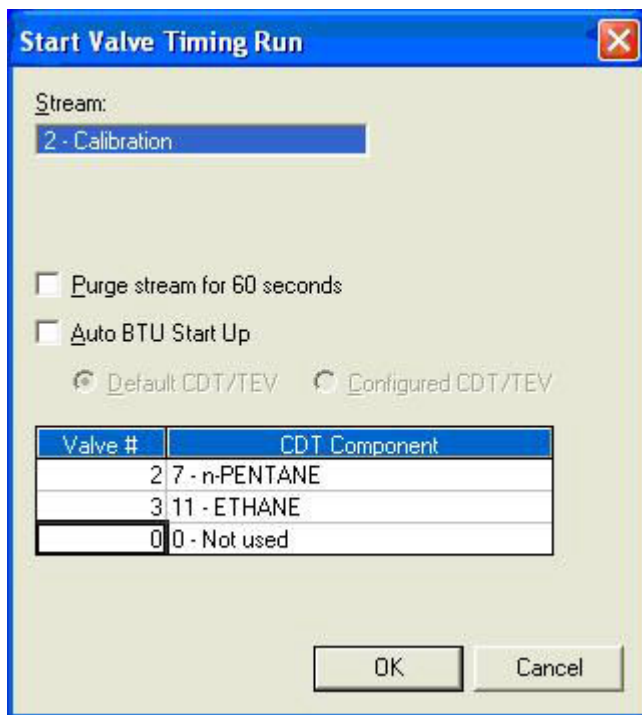 Start Valve Timing Run
Stream:
2 - Calibration
Purge stream for 60 seconds
Auto BTU Start Up
Default CDT/TEV Configured CDT/TEV
Valve # CDT Component
2 7 - n-PENTANE
3 11 - ETHANE
0 0 - Not used
OK Cancel